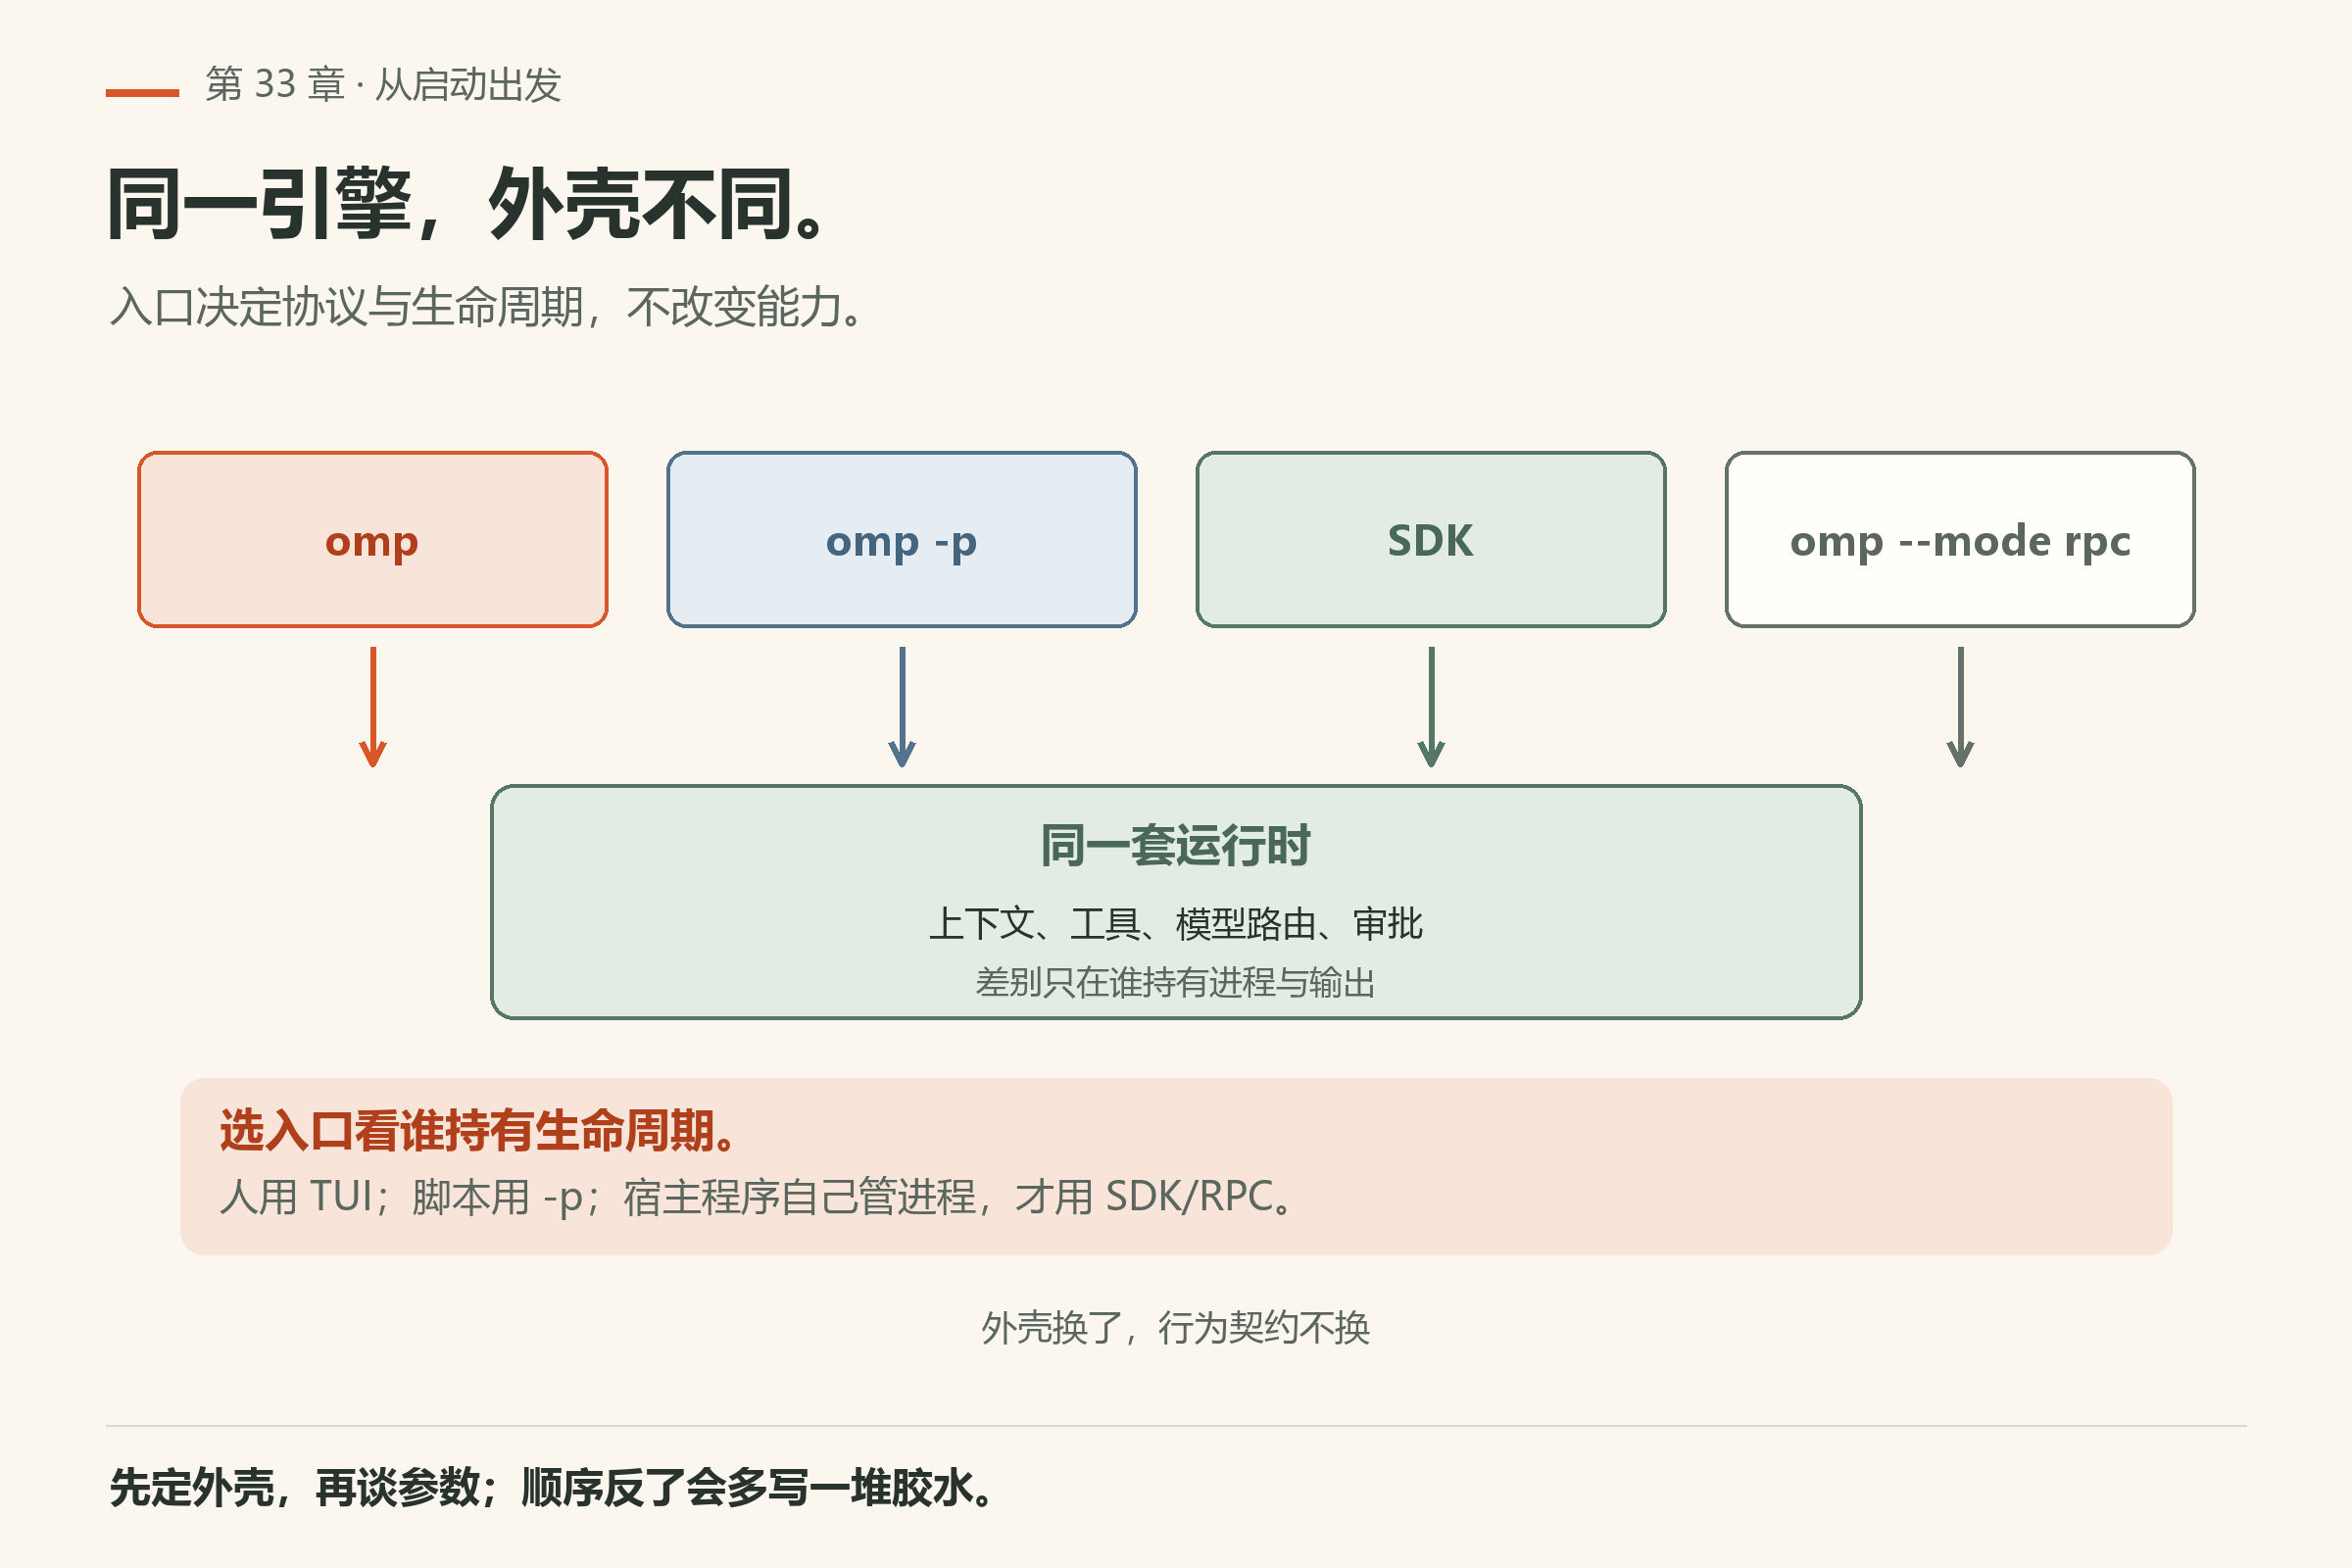 第 33 章 · 从启动出发
同一引擎，外壳不同。
入口决定协议与生命周期，不改变能力。
omp
omp -p
SDK
omp --mode rpc
同一套运行时
上下文、工具、模型路由、审批
差别只在谁持有进程与输出
选入口看谁持有生命周期。
人用 TUI；脚本用 -p；宿主程序自己管进程，才用 SDK/RPC。
外壳换了，行为契约不换
先定外壳，再谈参数；顺序反了会多写一堆胶水。